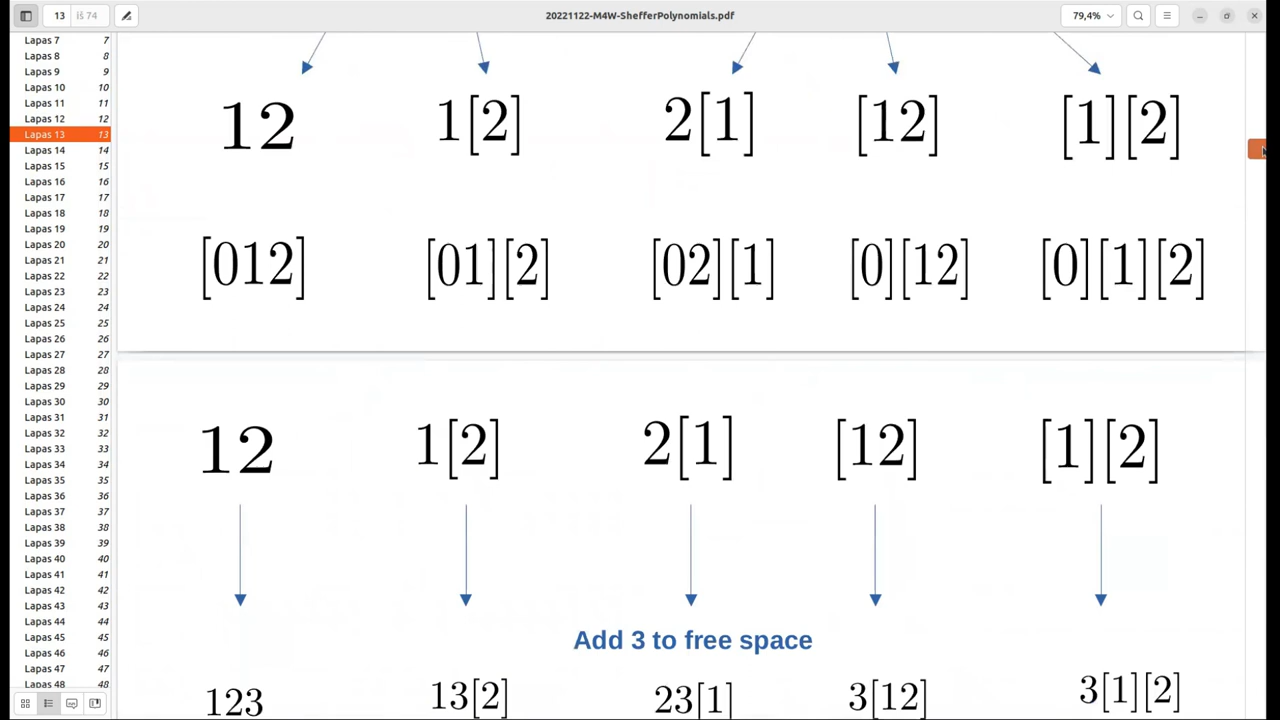 13 iš 74
20221122-M4W-ShefferPolynomials.pdf
79,4%
Lapas 7 7
Lapas 8 8
Lapas 9 9
Lapas 10 10
Lapas 11 11
Lapas 12 12
Lapas 13 13
Lapas 14 14
Lapas 15 15
Lapas 16 16
Lapas 17 17
Lapas 18 18
Lapas 19 19
Lapas 20 20
Lapas 21 21
Lapas 22 22
Lapas 23 23
Lapas 24 24
Lapas 25 25
Lapas 26 26
Lapas 27 27
Lapas 28 28
Lapas 29 29
Lapas 30 30
Lapas 31 31
Lapas 32 32
Lapas 33 33
Lapas 34 34
Lapas 35 35
Lapas 36 36
Lapas 37 37
Lapas 38 38
Lapas 39 39
Lapas 40 40
Lapas 41 41
Lapas 42 42
Lapas 43 43
Lapas 44 44
Lapas 45 45
Lapas 46 46
Lapas 47 47
Lapas 48 48
12 1[2] 2[1] [12] [1][2]
[012] [01][2] [02][1] [0][12] [0][1][2]
12 1[2] 2[1] [12] [1][2]
Add 3 to free space
123 13[2] 23[1] 3[12] 3[1][2]